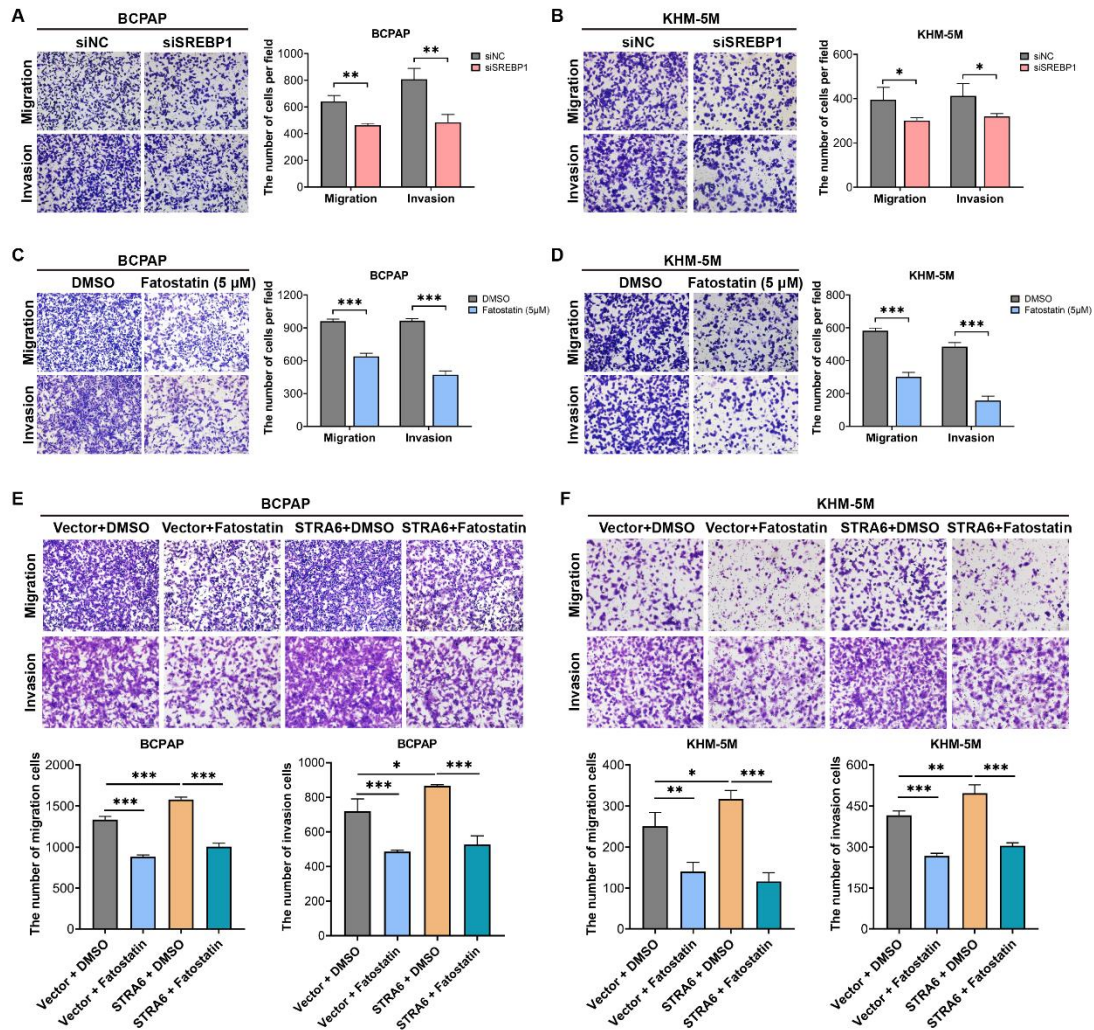 A
BCPAP
siNC siSREBP1
Migration
Invasion
BCPAP
The number of cells per field
1000
800
600
400
200
0
** **
siNC
siSREBP1
Migration Invasion
B
KHM-5M
siNC siSREBP1
Migration
Invasion
KHM-5M
The number of cells per field
600
400
200
0
* *
siNC
siSREBP1
Migration Invasion
C
BCPAP
DMSO Fatostatin (5 μM)
Migration
Invasion
BCPAP
The number of cells per field
1200
900
600
300
0
*** ***
DMSO
Fatostatin (5μM)
Migration Invasion
D
KHM-5M
DMSO Fatostatin (5 μM)
Migration
Invasion
KHM-5M
The number of cells per field
800
600
400
200
0
*** ***
DMSO
Fatostatin (5μM)
Migration Invasion
E
BCPAP
Vector+DMSO Vector+Fatostatin STRA6+DMSO STRA6+Fatostatin
Migration
Invasion
BCPAP
The number of migration cells
2000
1500
1000
500
0
*** ***
***
Vector + DMSO
Vector + Fatostatin
STRA6 + DMSO
STRA6 + Fatostatin
BCPAP
The number of invasion cells
1000
800
600
400
200
0
* ***
***
Vector + DMSO
Vector + Fatostatin
STRA6 + DMSO
STRA6 + Fatostatin
F
KHM-5M
Vector+DMSO Vector+Fatostatin STRA6+DMSO STRA6+Fatostatin
Migration
Invasion
KHM-5M
The number of migration cells
400
300
200
100
0
* ***
**
Vector + DMSO
Vector + Fatostatin
STRA6 + DMSO
STRA6 + Fatostatin
KHM-5M
The number of invasion cells
600
450
300
150
0
** ***
***
Vector + DMSO
Vector + Fatostatin
STRA6 + DMSO
STRA6 + Fatostatin